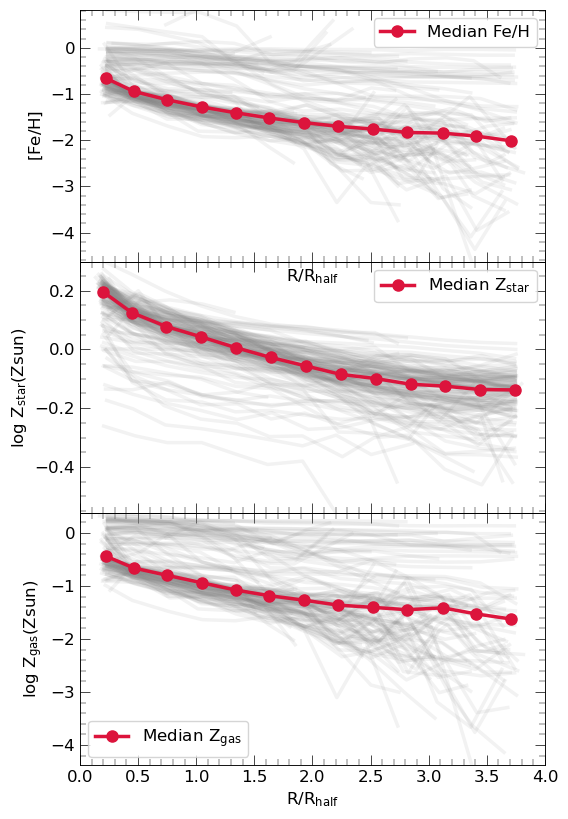 Median Fe/H
0
−1
−2
−3
−4
[Fe/H]
R/R_half
Median Z_star
0.2
0.0
−0.2
−0.4
log Z_star(Zsun)
0
−1
−2
−3
−4
log Z_gas(Zsun)
Median Z_gas
0.0 0.5 1.0 1.5 2.0 2.5 3.0 3.5 4.0
R/R_half